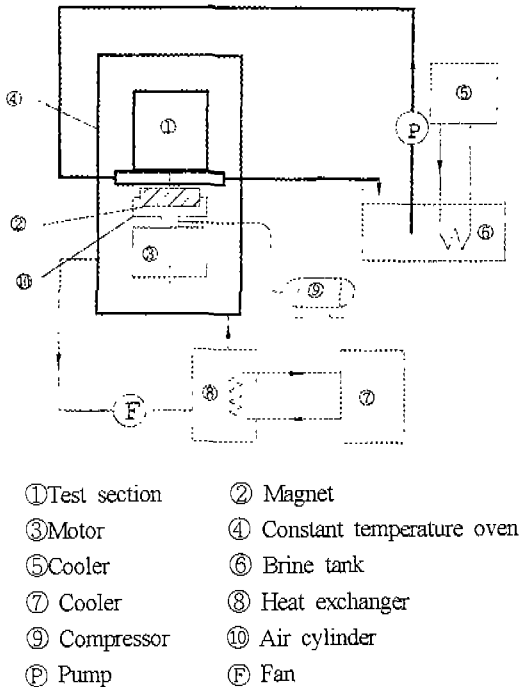 ④
⑤
①
P
②
⑥
③
⑩
⑨
⑧
⑦
F
①Test section ② Magnet
③Motor ④ Constant temperature oven
⑤Cooler ⑥ Brine tank
⑦ Cooler ⑧ Heat exchanger
⑨ Compressor ⑩ Air cylinder
Ⓟ Pump Ⓕ Fan